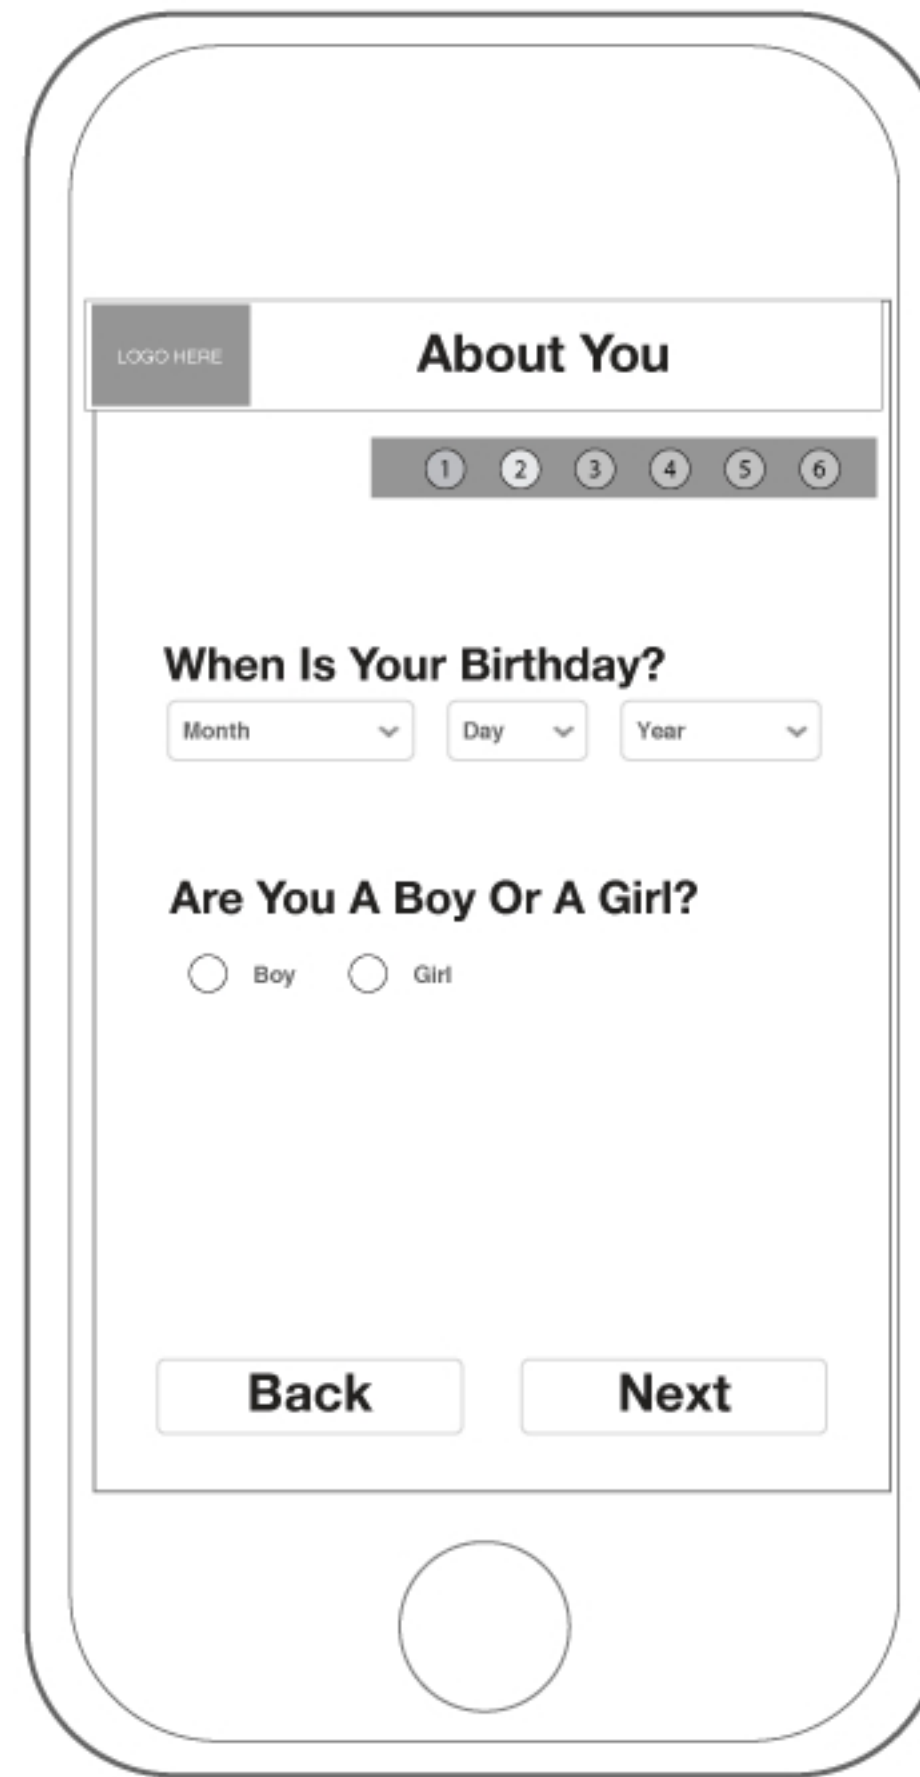 LOGO HERE
About You
1 2 3 4 5 6
When Is Your Birthday?
Month Day Year
Are You A Boy Or A Girl?
Boy Girl
Back Next